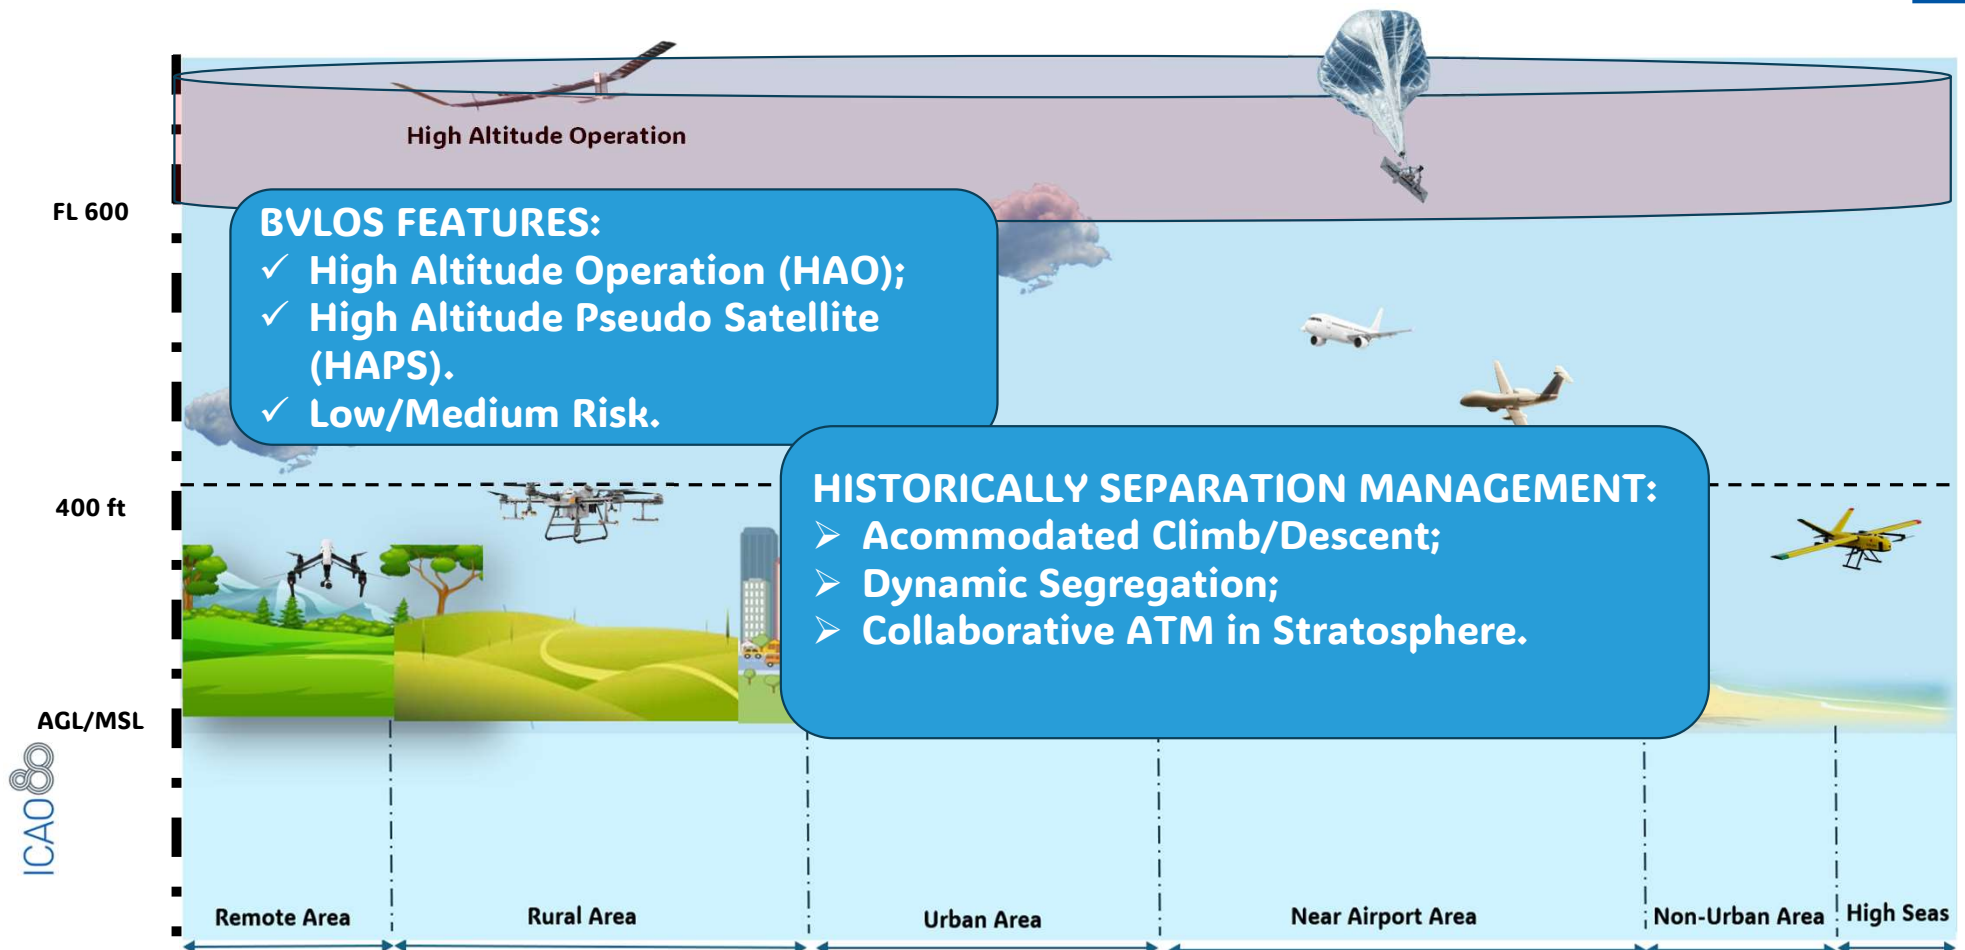 High Altitude Operation
FL 600
BVLOS FEATURES:
✓ High Altitude Operation (HAO);
✓ High Altitude Pseudo Satellite
(HAPS).
✓ Low/Medium Risk.
400 ft
HISTORICALLY SEPARATION MANAGEMENT:
➢ Acommodated Climb/Descent;
➢ Dynamic Segregation;
➢ Collaborative ATM in Stratosphere.
AGL/MSL
ICAO
Remote Area
Rural Area
Urban Area
Near Airport Area
Non-Urban Area
High Seas